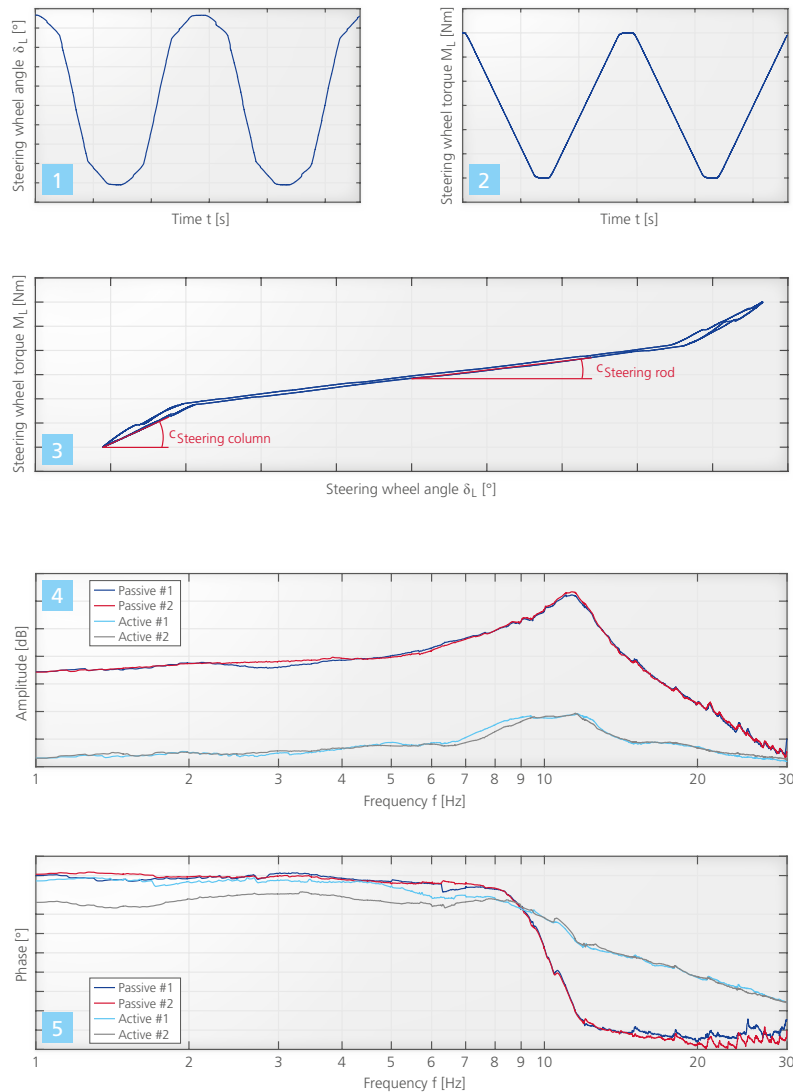 Steering wheel angle δL [°]
1
Time t [s]
Steering wheel torque ML [Nm]
2
Time t [s]
Steering wheel torque ML [Nm]
3
cSteering rod
cSteering column
Steering wheel angle δL [°]
4
Passive #1
Passive #2
Active #1
Active #2
Amplitude [dB]
1 2 3 4 5 6 7 8 9 10 20 30
Frequency f [Hz]
Phase [°]
Passive #1
Passive #2
Active #1
Active #2
5
1 2 3 4 5 6 7 8 9 10 20 30
Frequency f [Hz]